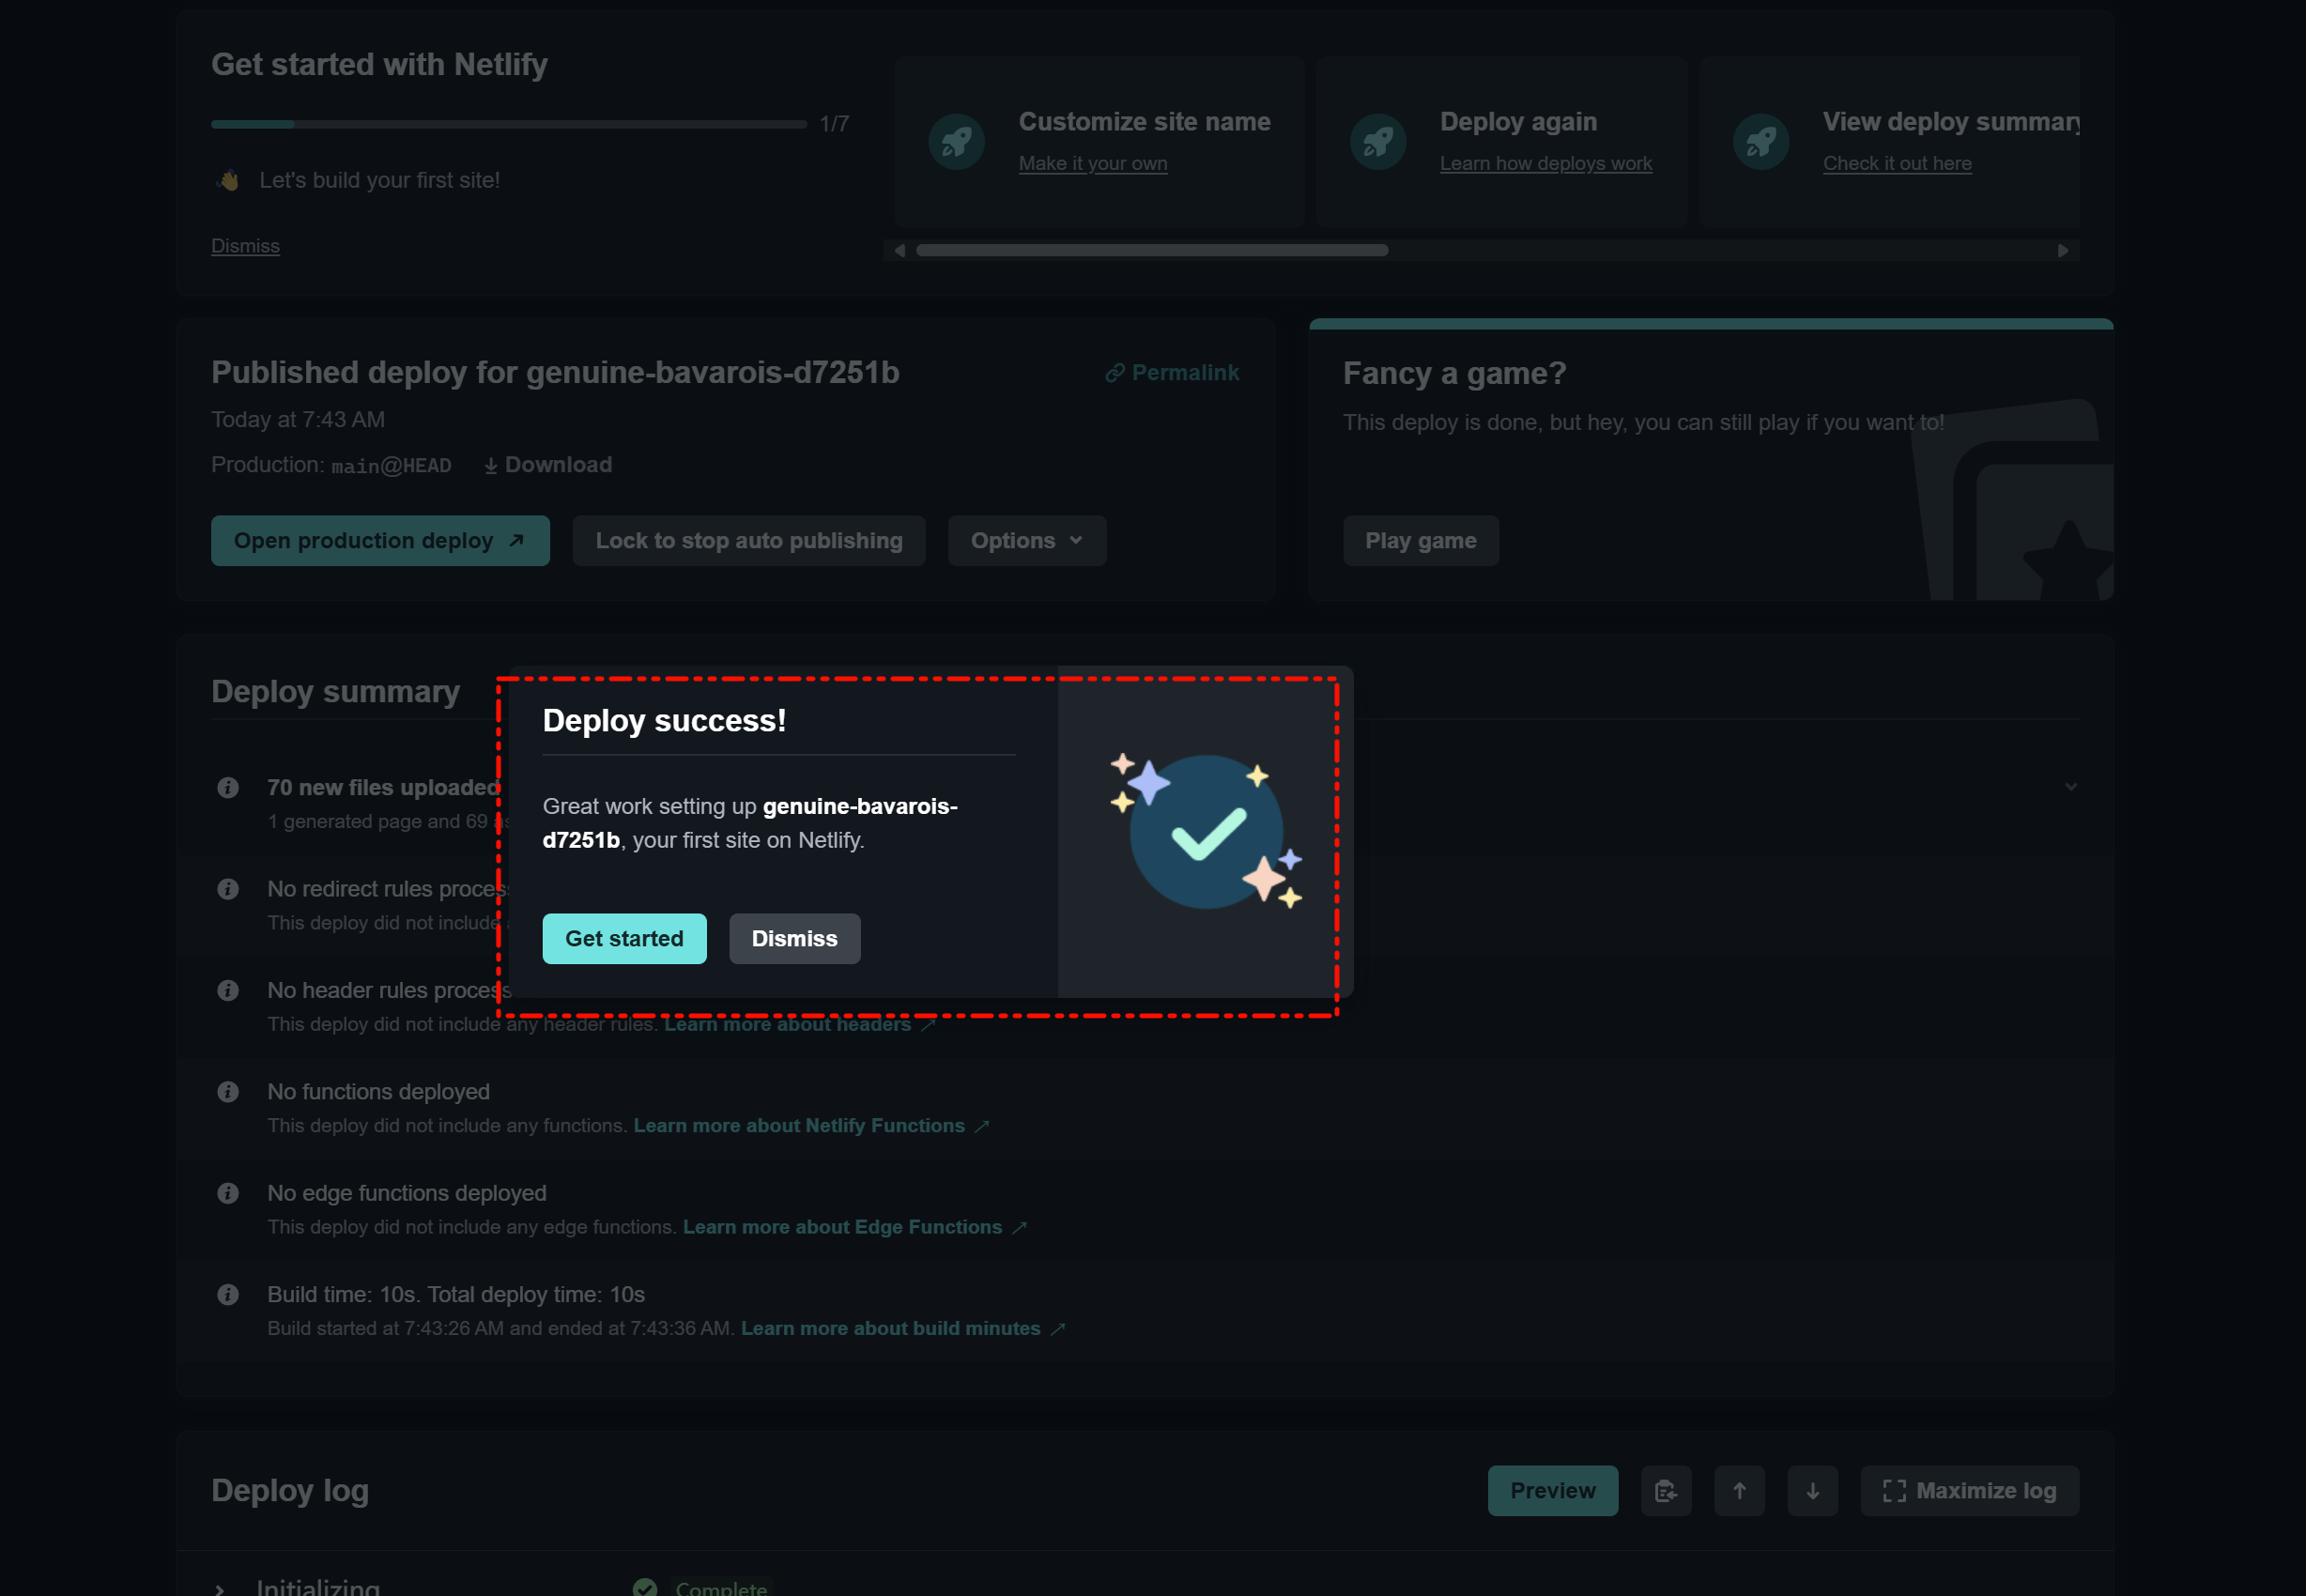 Get started with Netlify
1/7
Let's build your first site!
Dismiss
Customize site name
Make it your own
Deploy again
Learn how deploys work
View deploy summary
Check it out here
Published deploy for genuine-bavarois-d7251b
Permalink
Today at 7:43 AM
Production: main@HEAD
Download
Open production deploy
Lock to stop auto publishing
Options
Fancy a game?
This deploy is done, but hey, you can still play if you want to!
Play game
Deploy summary
70 new files uploaded
1 generated page and 69
No redirect rules
This deploy did not include
No header rules
This deploy did not include any header rules. Learn more about headers
No functions deployed
This deploy did not include any functions. Learn more about Netlify Functions
No edge functions deployed
This deploy did not include any edge functions. Learn more about Edge Functions
Build time: 10s. Total deploy time: 10s
Build started at 7:43:26 AM and ended at 7:43:36 AM. Learn more about build minutes
Deploy success!
Great work setting up genuine-bavarois-
d7251b, your first site on Netlify.
Get started
Dismiss
Deploy log
Preview
Maximize log
Initializing
Complete